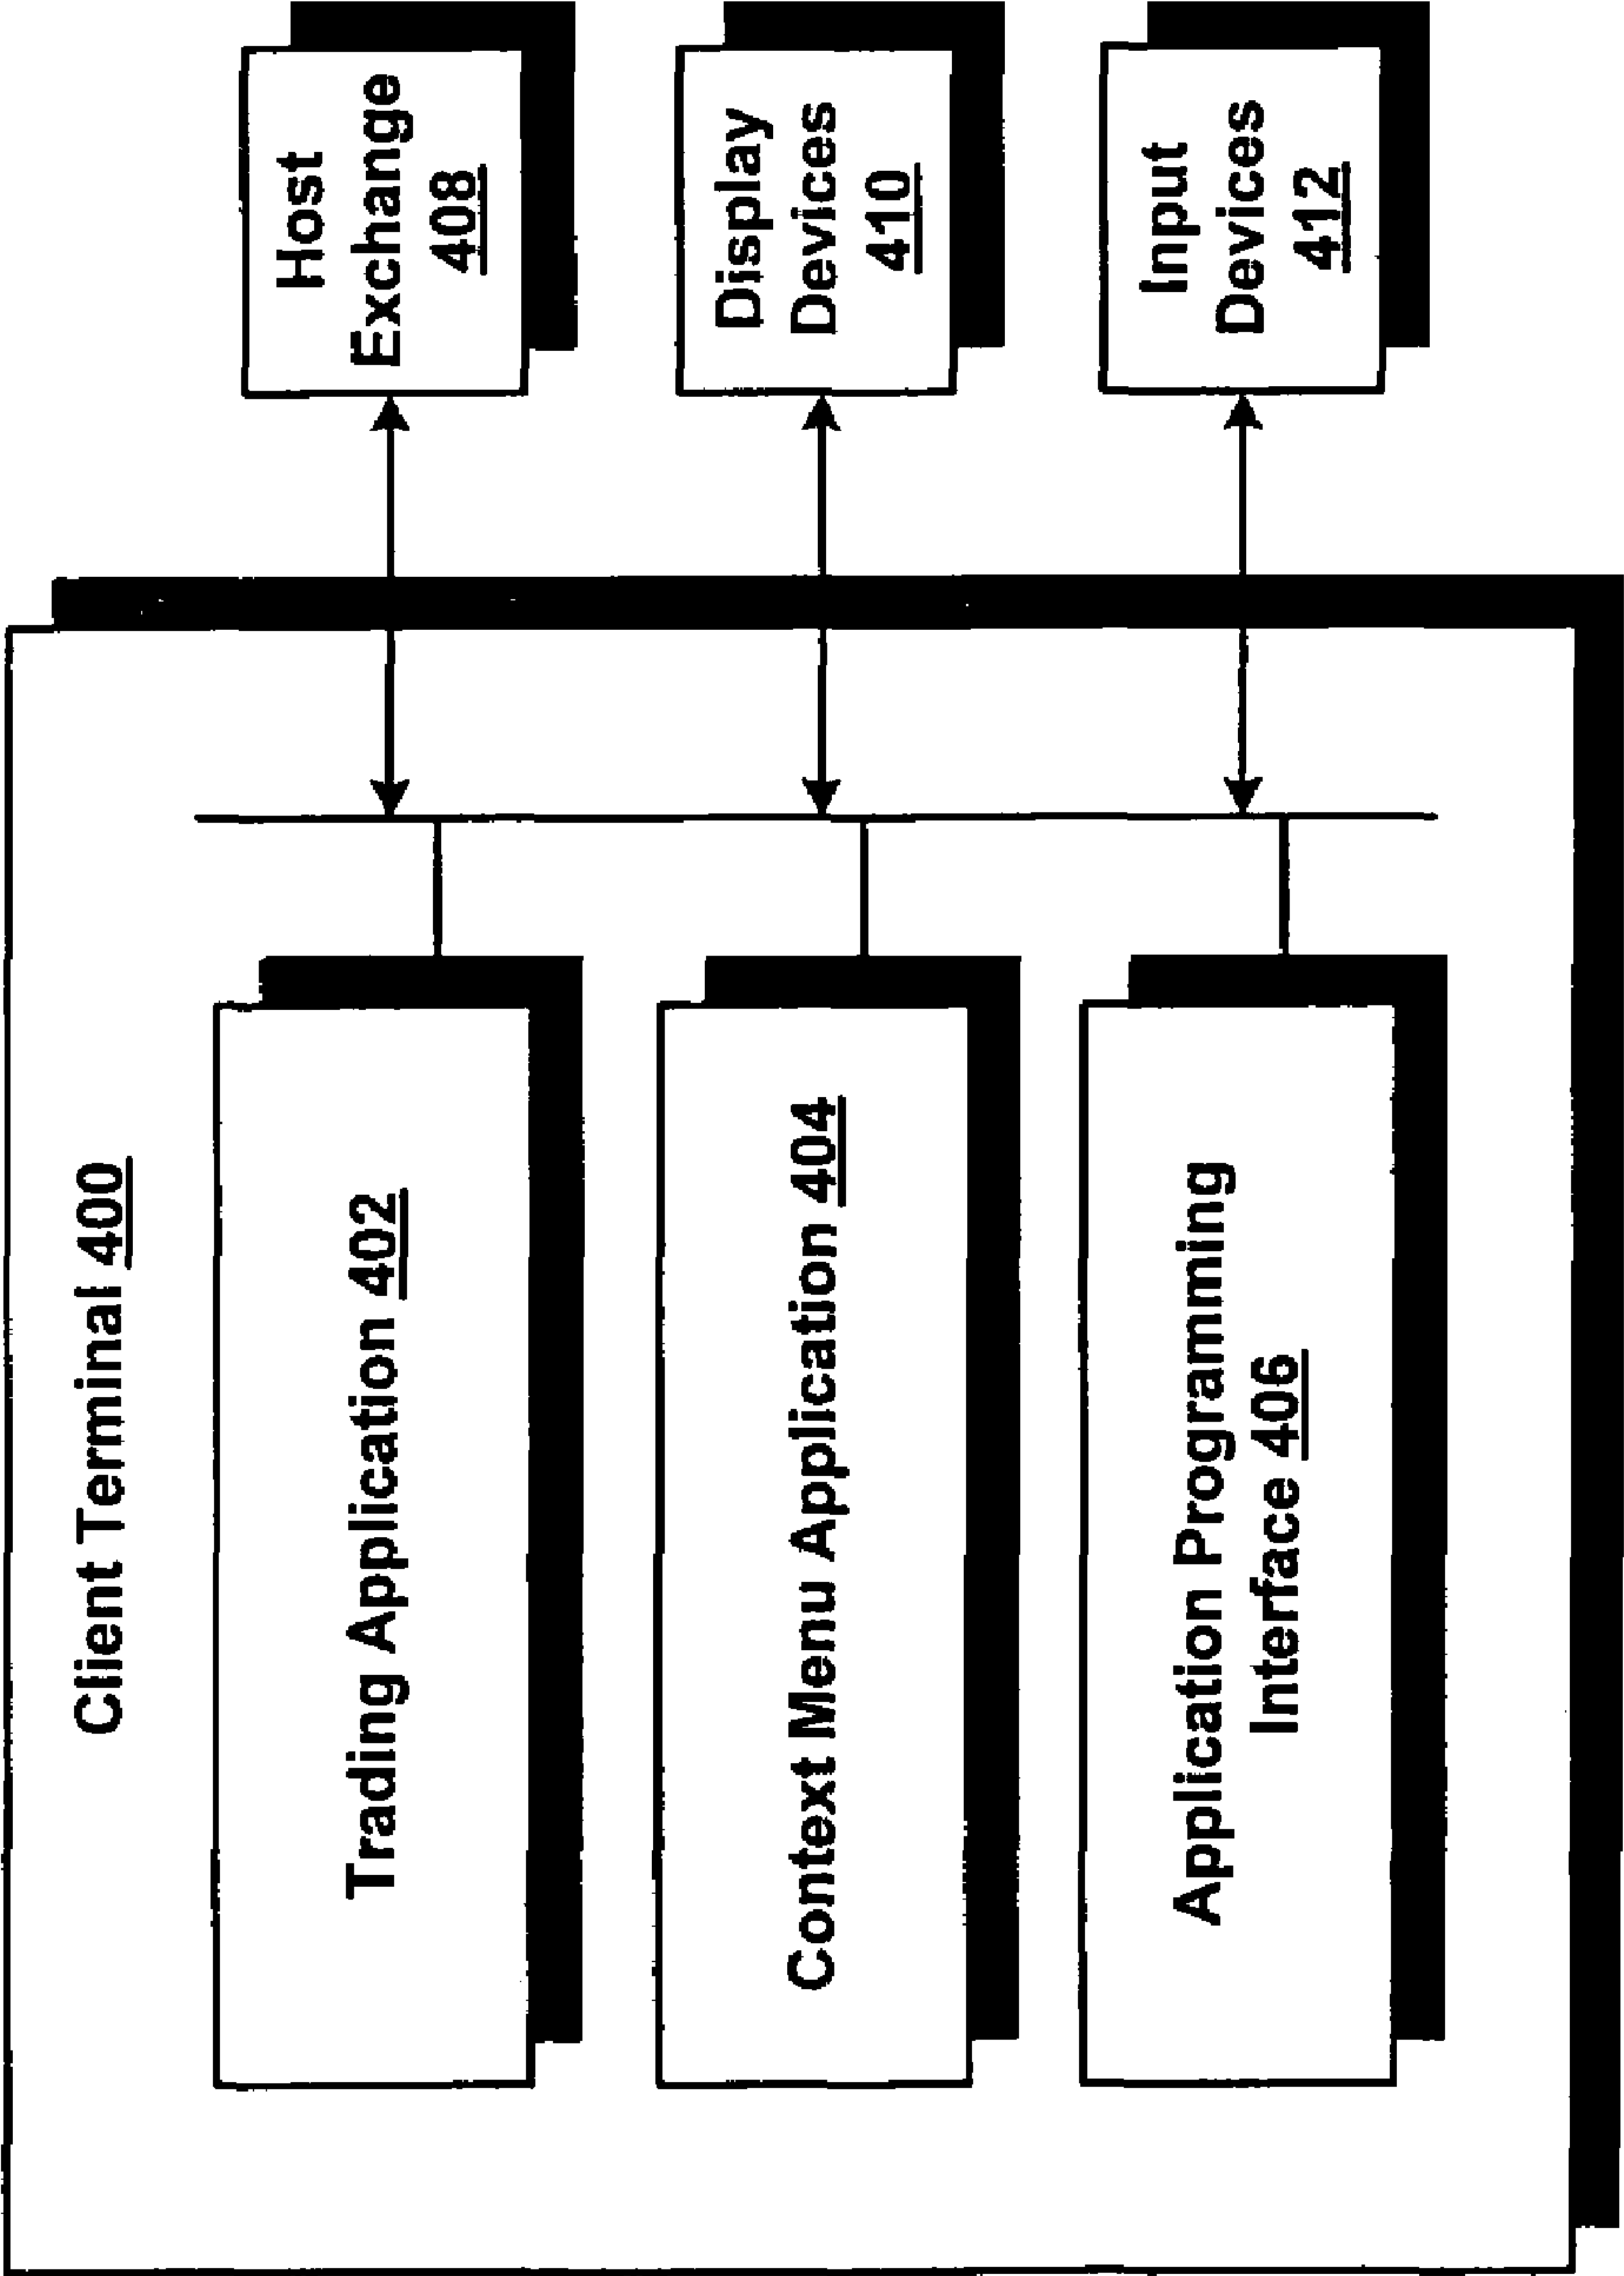 Client Terminal 400
Trading Application 402
Context Menu Application 404
Application Programming
Interface 406
Host
Exchange
408
Display
Devices
410
Input
Devices
412